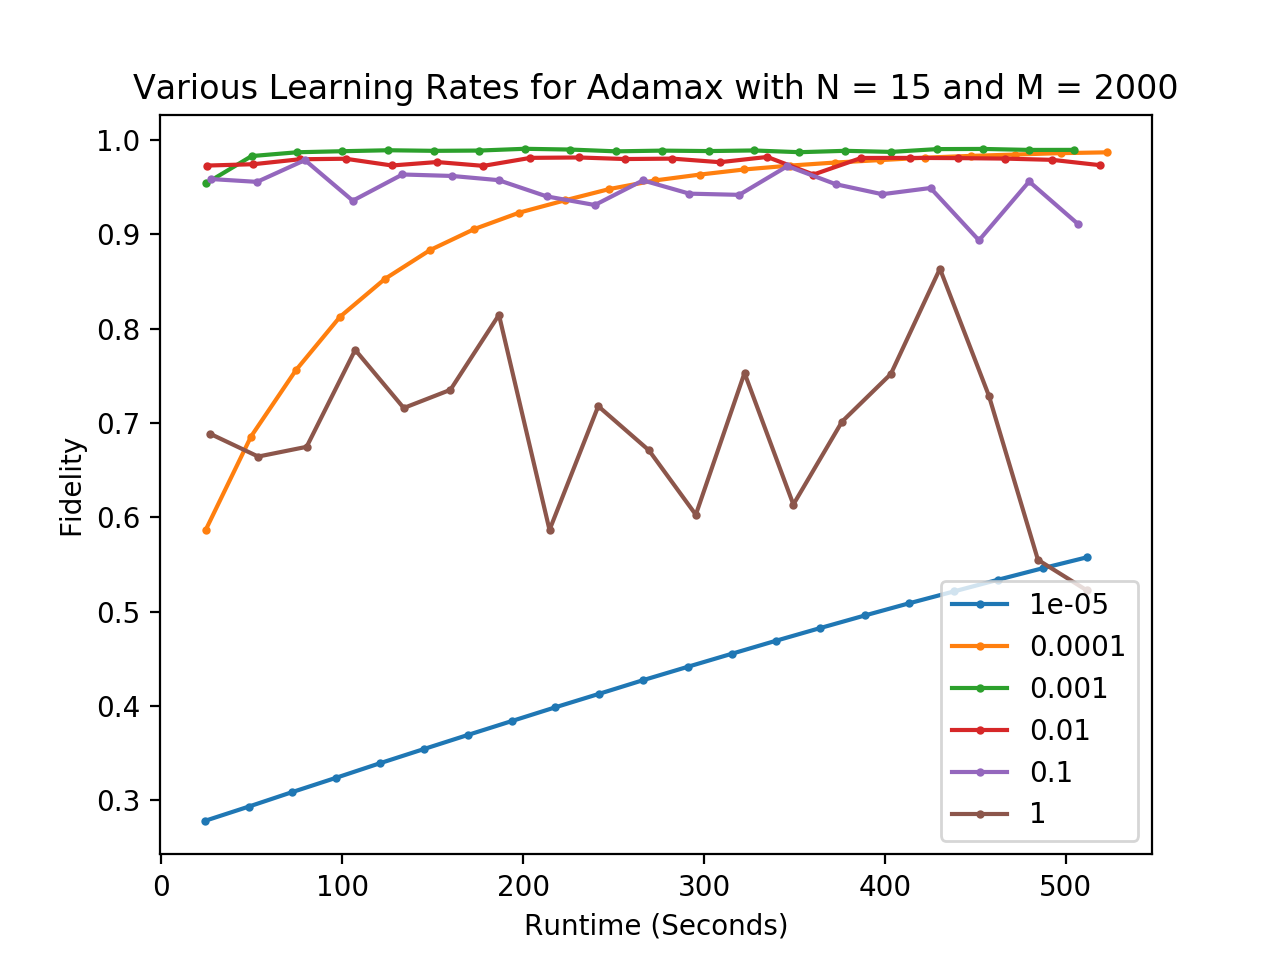 Various Learning Rates for Adamax with N = 15 and M = 2000
1.0
0.9
0.8
0.7
0.6
0.5
0.4
0.3
Fidelity
0 100 200 300 400 500
Runtime (Seconds)
1e-05
0.0001
0.001
0.01
0.1
1